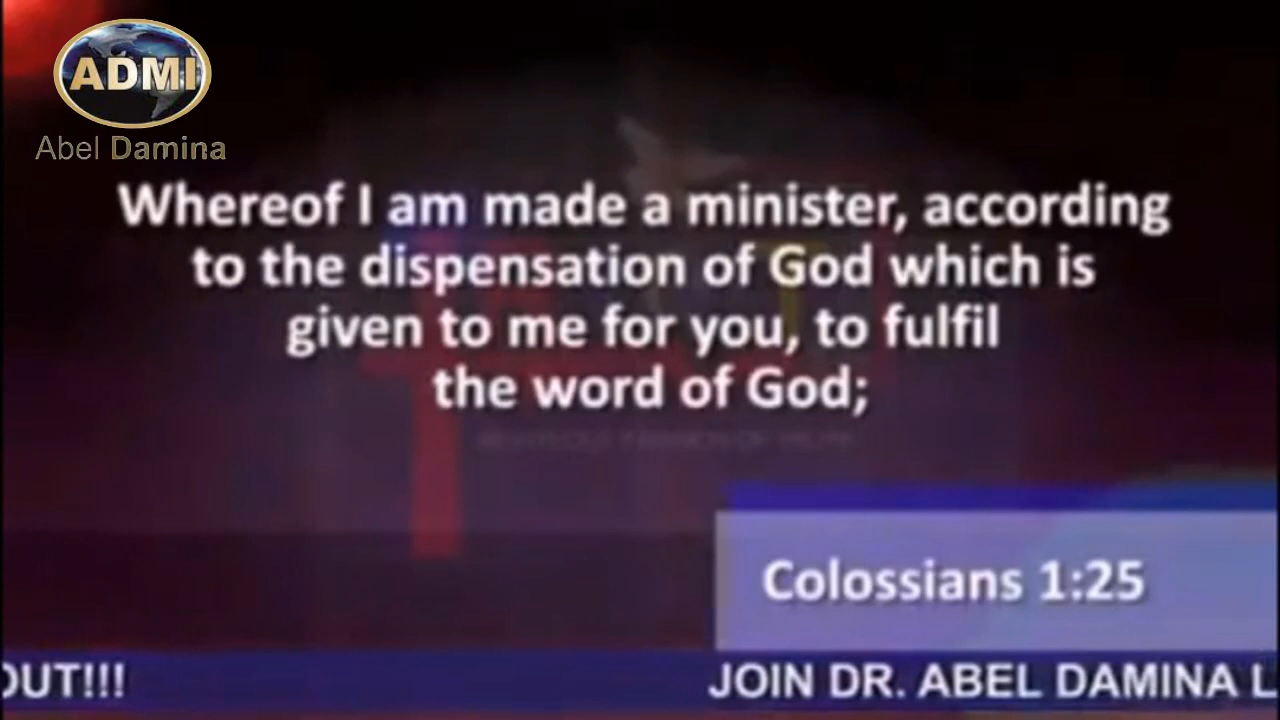 ADMI
Abel Damina
Whereof I am made a minister, according
to the dispensation of God which is
given to me for you, to fulfil
the word of God;
Colossians 1:25
OUT!!! JOIN DR. ABEL DAMINA L